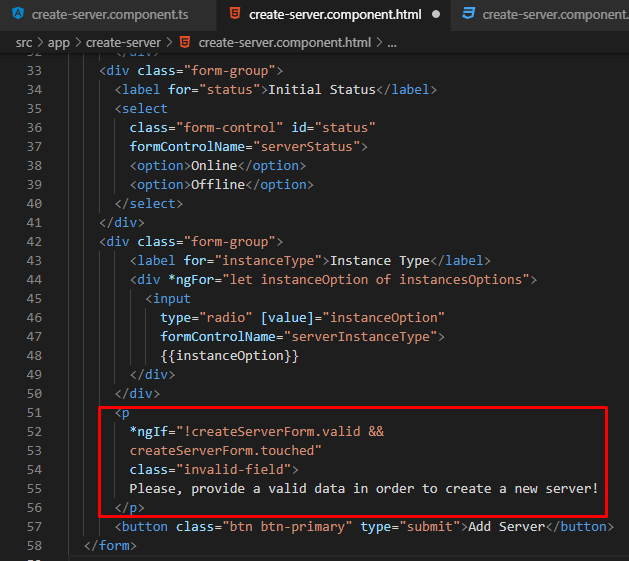 create-server.component.ts create-server.component.html create-server.component.
src > app > create-server > create-server.component.html > ...
32 </div>
33 <div class="form-group">
34 <label for="status">Initial Status</label>
35 <select
36 class="form-control" id="status"
37 formControlName="serverStatus">
38 <option>Online</option>
39 <option>Offline</option>
40 </select>
41 </div>
42 <div class="form-group">
43 <label for="instanceType">Instance Type</label>
44 <div *ngFor="let instanceOption of instancesOptions">
45 <input
46 type="radio" [value]="instanceOption"
47 formControlName="serverInstanceType">
48 {{instanceOption}}
49 </div>
50 </div>
51 <p
52 *ngIf="!createServerForm.valid &&
53 createServerForm.touched"
54 class="invalid-field">
55 Please, provide a valid data in order to create a new server!
56 </p>
57 <button class="btn btn-primary" type="submit">Add Server</button>
58 </form>